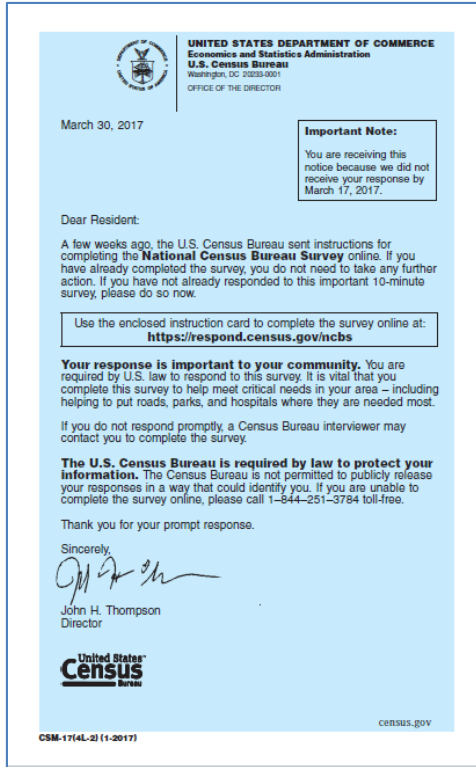 DEPARTMENT OF COMMERCE
UNITED STATES OF AMERICA
UNITED STATES DEPARTMENT OF COMMERCE
Economics and Statistics Administration
U.S. Census Bureau
Washington, DC 20233-0001
OFFICE OF THE DIRECTOR
March 30, 2017
Important Note:
You are receiving this
notice because we did not
receive your response by
March 17, 2017.
Dear Resident:
A few weeks ago, the U.S. Census Bureau sent instructions for
completing the National Census Bureau Survey online. If you
have already completed the survey, you do not need to take any further
action. If you have not already responded to this important 10-minute
survey, please do so now.
Use the enclosed instruction card to complete the survey online at:
https://respond.census.gov/ncbs
Your response is important to your community. You are
required by U.S. law to respond to this survey. It is vital that you
complete this survey to help meet critical needs in your area – including
helping to put roads, parks, and hospitals where they are needed most.
If you do not respond promptly, a Census Bureau interviewer may
contact you to complete the survey.
The U.S. Census Bureau is required by law to protect your
information. The Census Bureau is not permitted to publicly release
your responses in a way that could identify you. If you are unable to
complete the survey online, please call 1–844–251–3784 toll-free.
Thank you for your prompt response.
Sincerely,
John H. Thompson
Director
United States™
Census
Bureau
census.gov
CSM-17(4L-2) (1-2017)